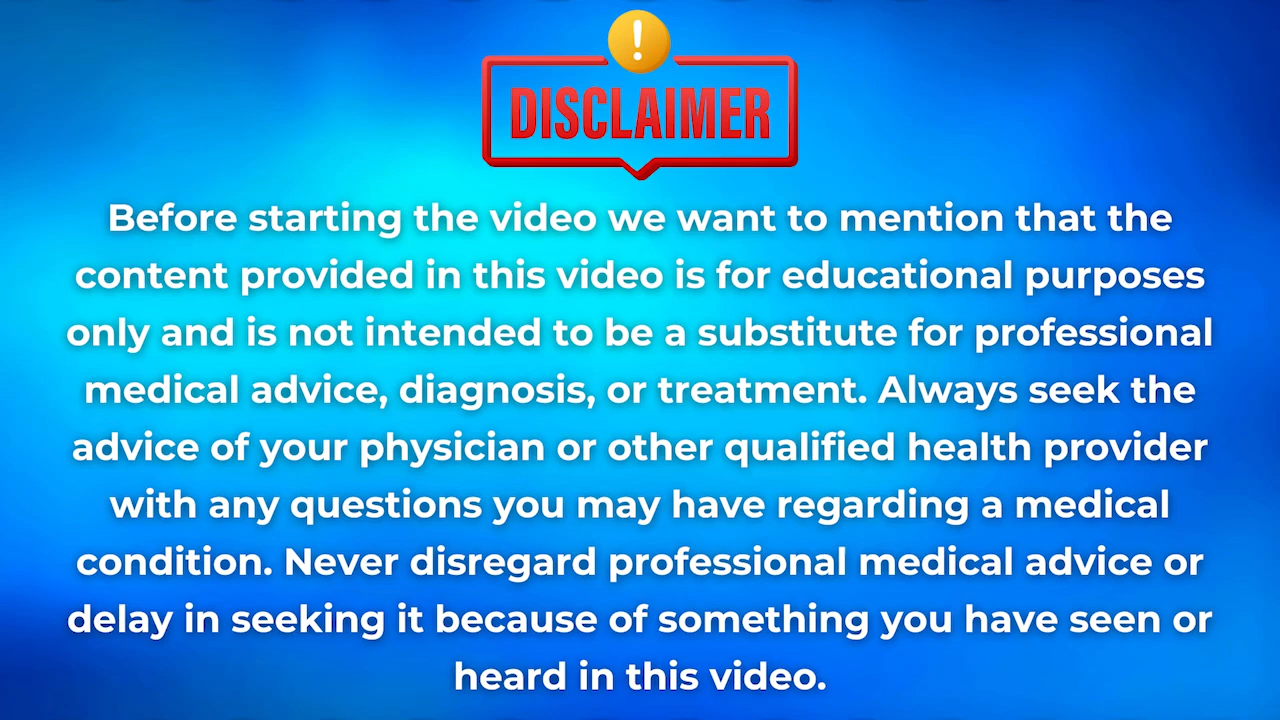 !
DISCLAIMER
Before starting the video we want to mention that the
content provided in this video is for educational purposes
only and is not intended to be a substitute for professional
medical advice, diagnosis, or treatment. Always seek the
advice of your physician or other qualified health provider
with any questions you may have regarding a medical
condition. Never disregard professional medical advice or
delay in seeking it because of something you have seen or
heard in this video.